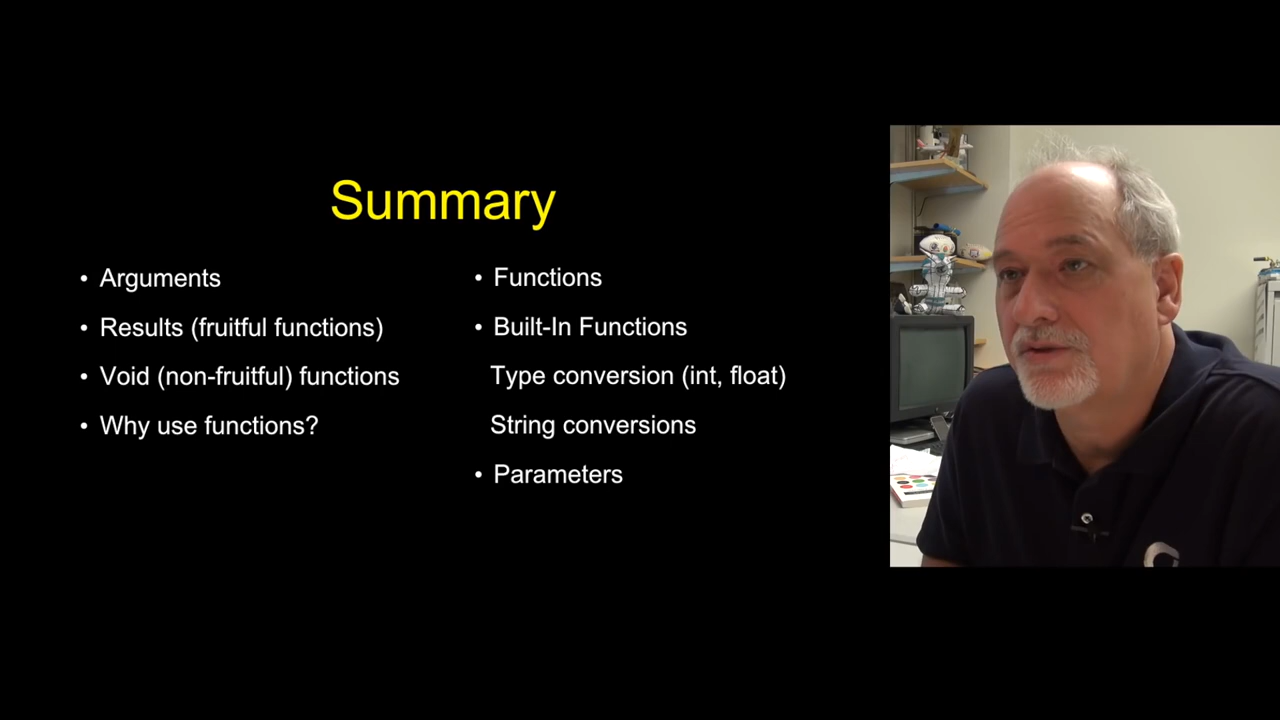 Summary
• Arguments
• Results (fruitful functions)
• Void (non-fruitful) functions
• Why use functions?
• Functions
• Built-In Functions
Type conversion (int, float)
String conversions
• Parameters